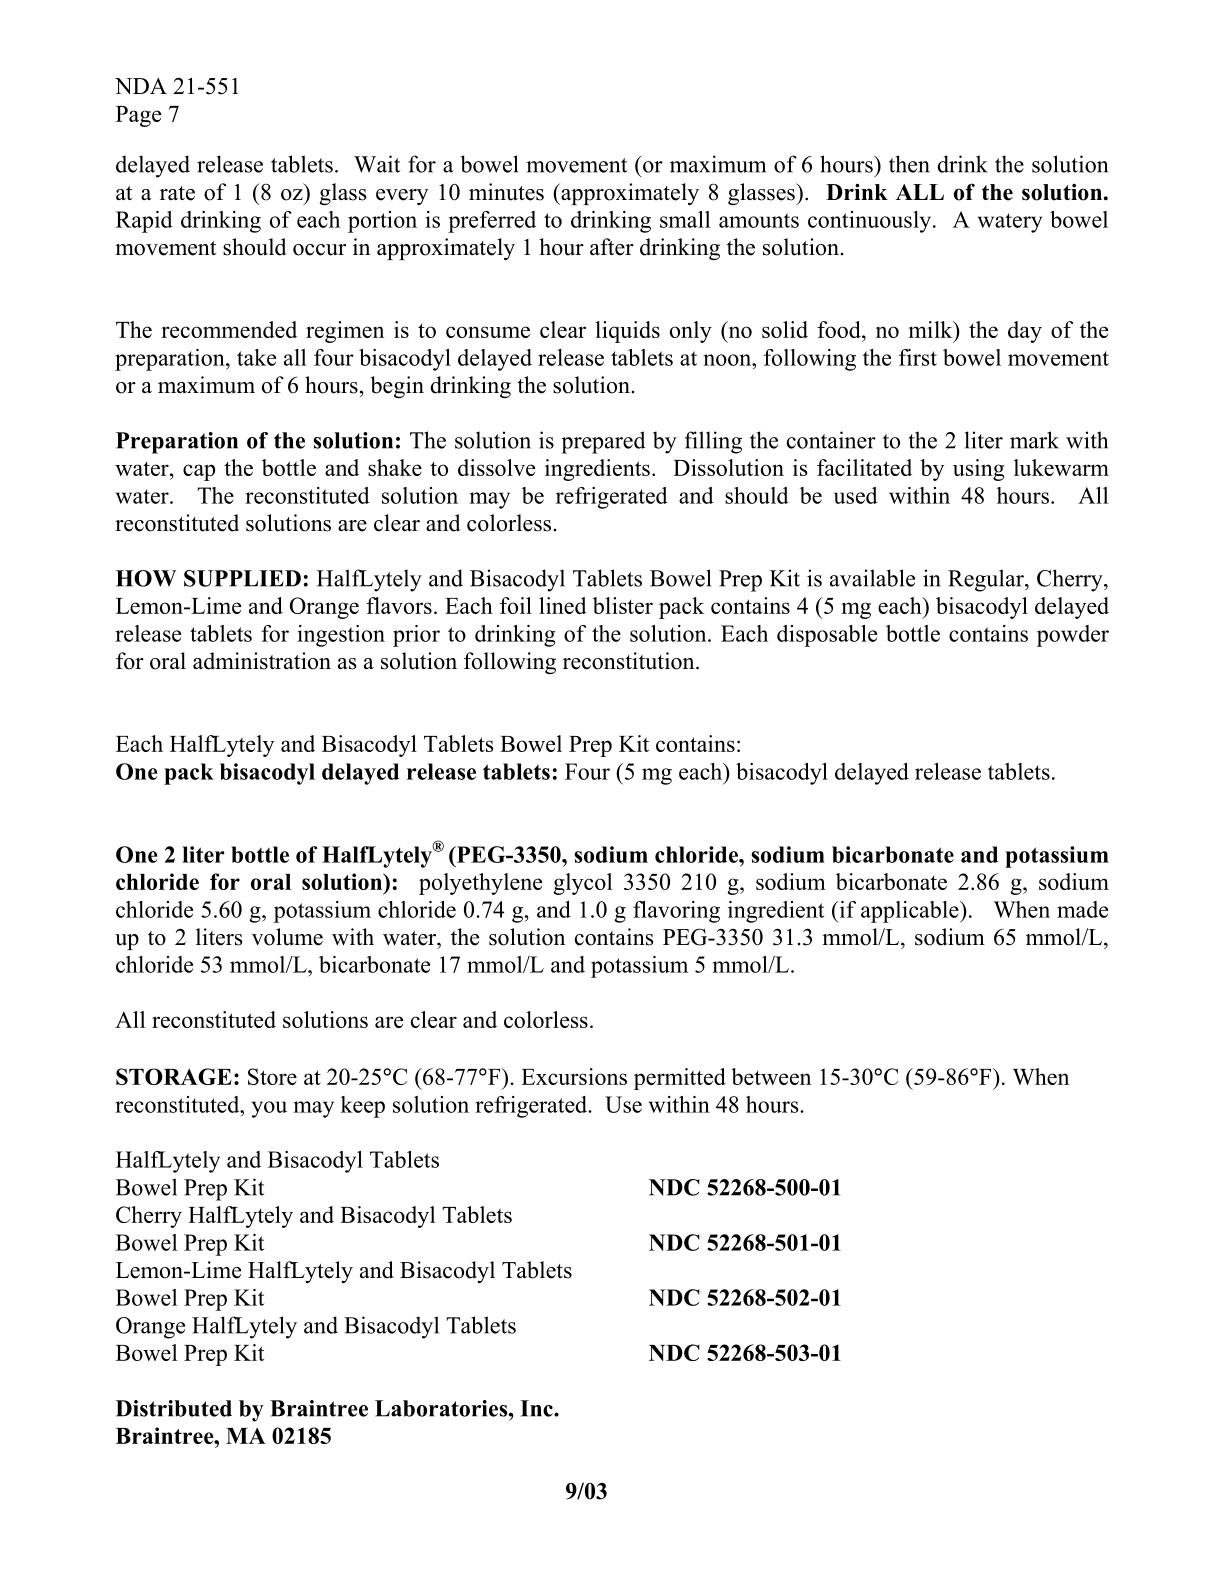 NDA 21-551
Page 7
delayed release tablets.  Wait for a bowel movement (or maximum of 6 hours) then drink the solution
at a rate of 1 (8 oz) glass every 10 minutes (approximately 8 glasses).  Drink ALL of the solution.
Rapid drinking of each portion is preferred to drinking small amounts continuously.  A watery bowel
movement should occur in approximately 1 hour after drinking the solution.
The recommended regimen is to consume clear liquids only (no solid food, no milk) the day of the
preparation, take all four bisacodyl delayed release tablets at noon, following the first bowel movement
or a maximum of 6 hours, begin drinking the solution.
Preparation of the solution: The solution is prepared by filling the container to the 2 liter mark with
water, cap the bottle and shake to dissolve ingredients.  Dissolution is facilitated by using lukewarm
water.  The reconstituted solution may be refrigerated and should be used within 48 hours.  All
reconstituted solutions are clear and colorless.
HOW SUPPLIED: HalfLytely and Bisacodyl Tablets Bowel Prep Kit is available in Regular, Cherry,
Lemon-Lime and Orange flavors. Each foil lined blister pack contains 4 (5 mg each) bisacodyl delayed
release tablets for ingestion prior to drinking of the solution. Each disposable bottle contains powder
for oral administration as a solution following reconstitution.
Each HalfLytely and Bisacodyl Tablets Bowel Prep Kit contains:
One pack bisacodyl delayed release tablets: Four (5 mg each) bisacodyl delayed release tablets.
One 2 liter bottle of HalfLytely® (PEG-3350, sodium chloride, sodium bicarbonate and potassium
chloride for oral solution):  polyethylene glycol 3350 210 g, sodium bicarbonate 2.86 g, sodium
chloride 5.60 g, potassium chloride 0.74 g, and 1.0 g flavoring ingredient (if applicable).  When made
up to 2 liters volume with water, the solution contains PEG-3350 31.3 mmol/L, sodium 65 mmol/L,
chloride 53 mmol/L, bicarbonate 17 mmol/L and potassium 5 mmol/L.
All reconstituted solutions are clear and colorless.
STORAGE: Store at 20-25°C (68-77°F). Excursions permitted between 15-30°C (59-86°F). When
reconstituted, you may keep solution refrigerated.  Use within 48 hours.
HalfLytely and Bisacodyl Tablets
Bowel Prep Kit NDC 52268-500-01
Cherry HalfLytely and Bisacodyl Tablets
Bowel Prep Kit NDC 52268-501-01
Lemon-Lime HalfLytely and Bisacodyl Tablets
Bowel Prep Kit NDC 52268-502-01
Orange HalfLytely and Bisacodyl Tablets
Bowel Prep Kit NDC 52268-503-01
Distributed by Braintree Laboratories, Inc.
Braintree, MA 02185
9/03